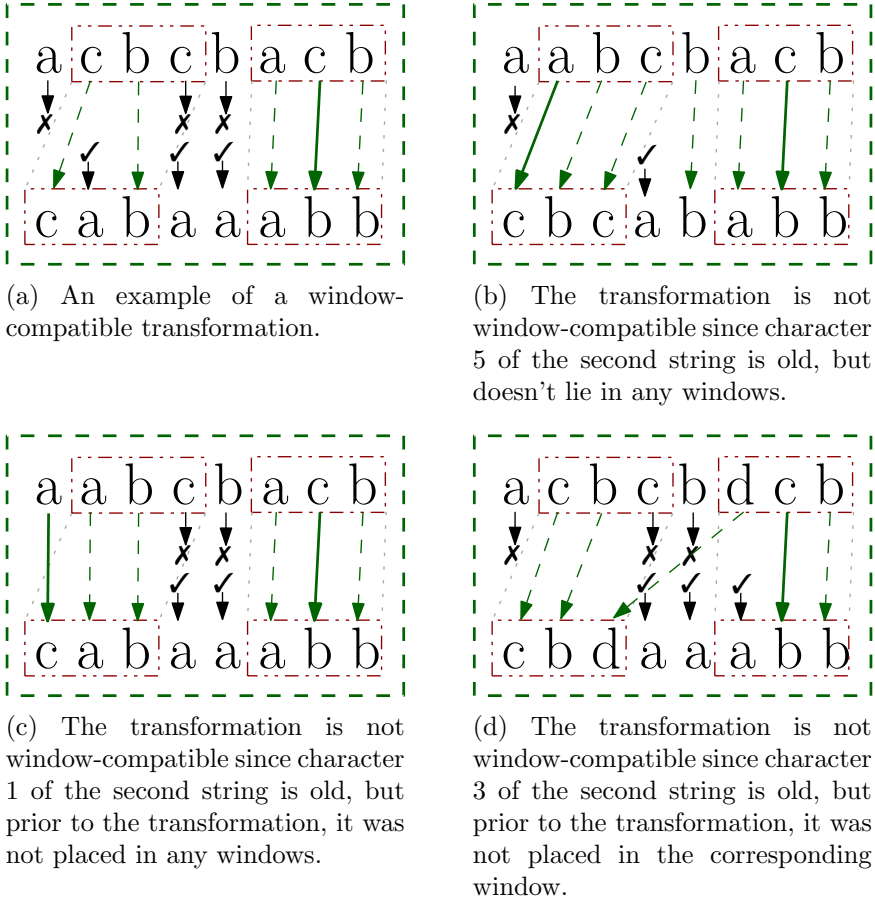 a c b c b a c b
a a b c b a c b
✗ ✗ ✗
✗
✓ ✓ ✓
✓
c a b a a a b b
c b c a b a b b
(a) An example of a window-
compatible transformation.
(b) The transformation is not
window-compatible since character
5 of the second string is old, but
doesn't lie in any windows.
a a b c b a c b
a c b c b d c b
✗ ✗
✗ ✗ ✗
✓ ✓
✓ ✓ ✓
c a b a a a b b
c b d a a a b b
(c) The transformation is not
window-compatible since character
1 of the second string is old, but
prior to the transformation, it was
not placed in any windows.
(d) The transformation is not
window-compatible since character
3 of the second string is old, but
prior to the transformation, it was
not placed in the corresponding
window.